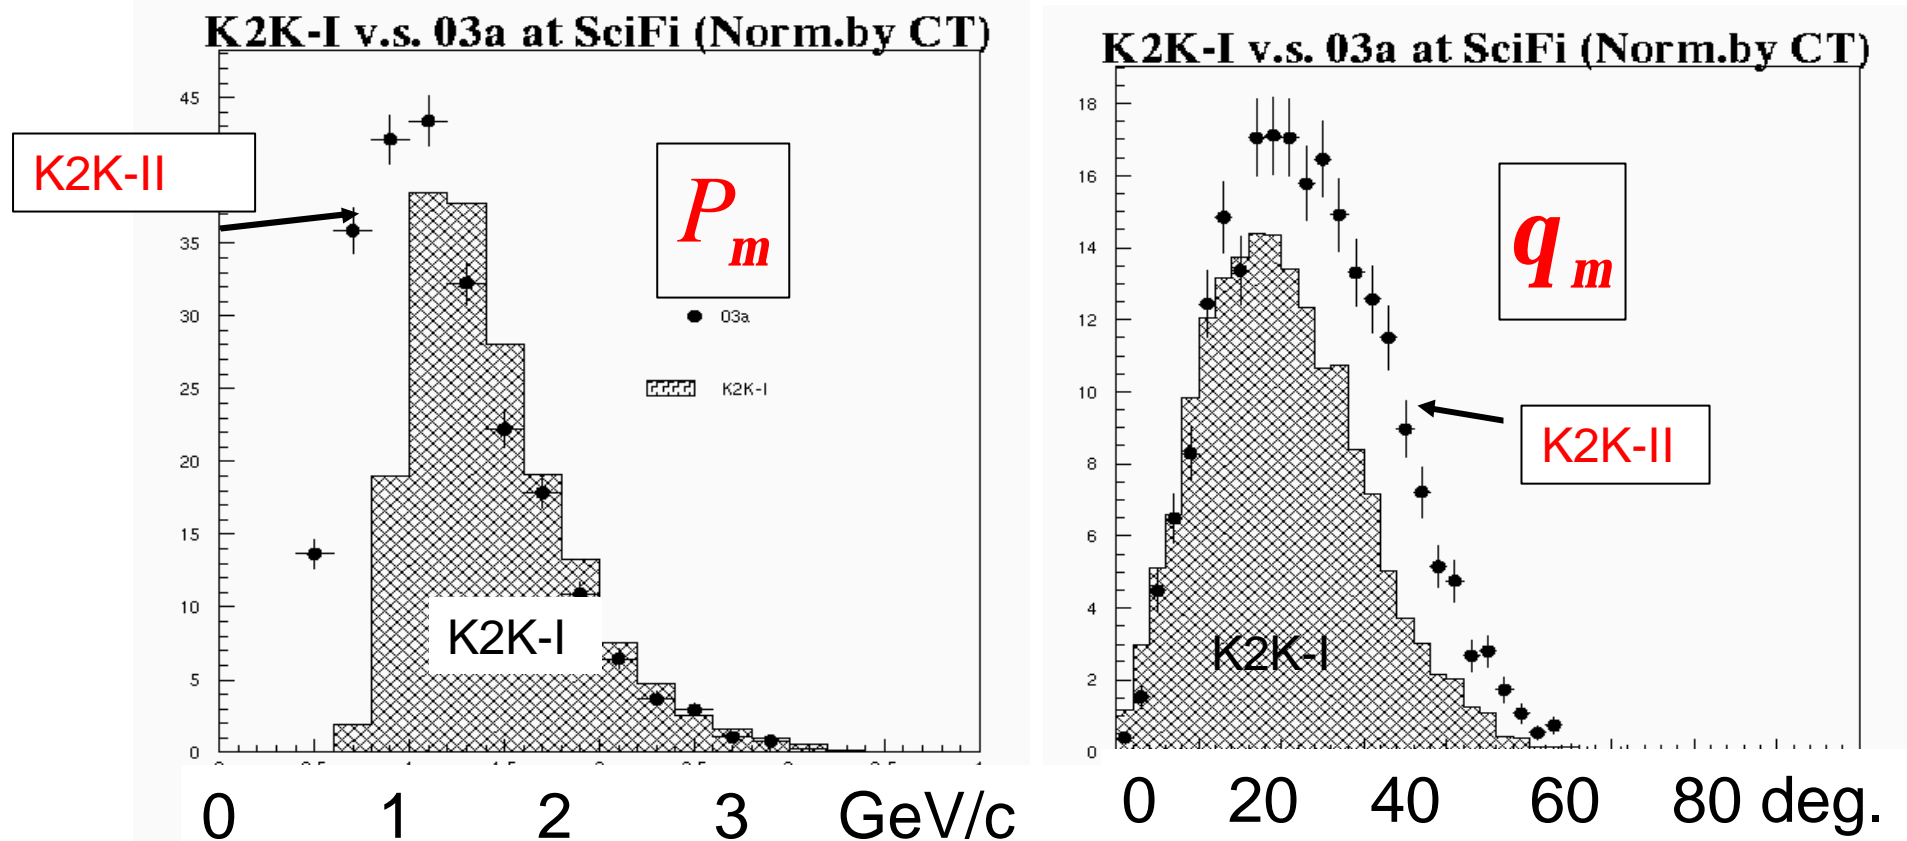 K2K-I v.s. 03a at SciFi (Norm.by CT)
45
K2K-II
35
30
25
20
15
10
5
0
P m
03a
K2K-I
K2K-I
0 1 2 3 GeV/c
K2K-I v.s. 03a at SciFi (Norm.by CT)
18
16
14
12
10
8
6
4
2
0
q m
K2K-II
K2K-I
0 20 40 60 80 deg.